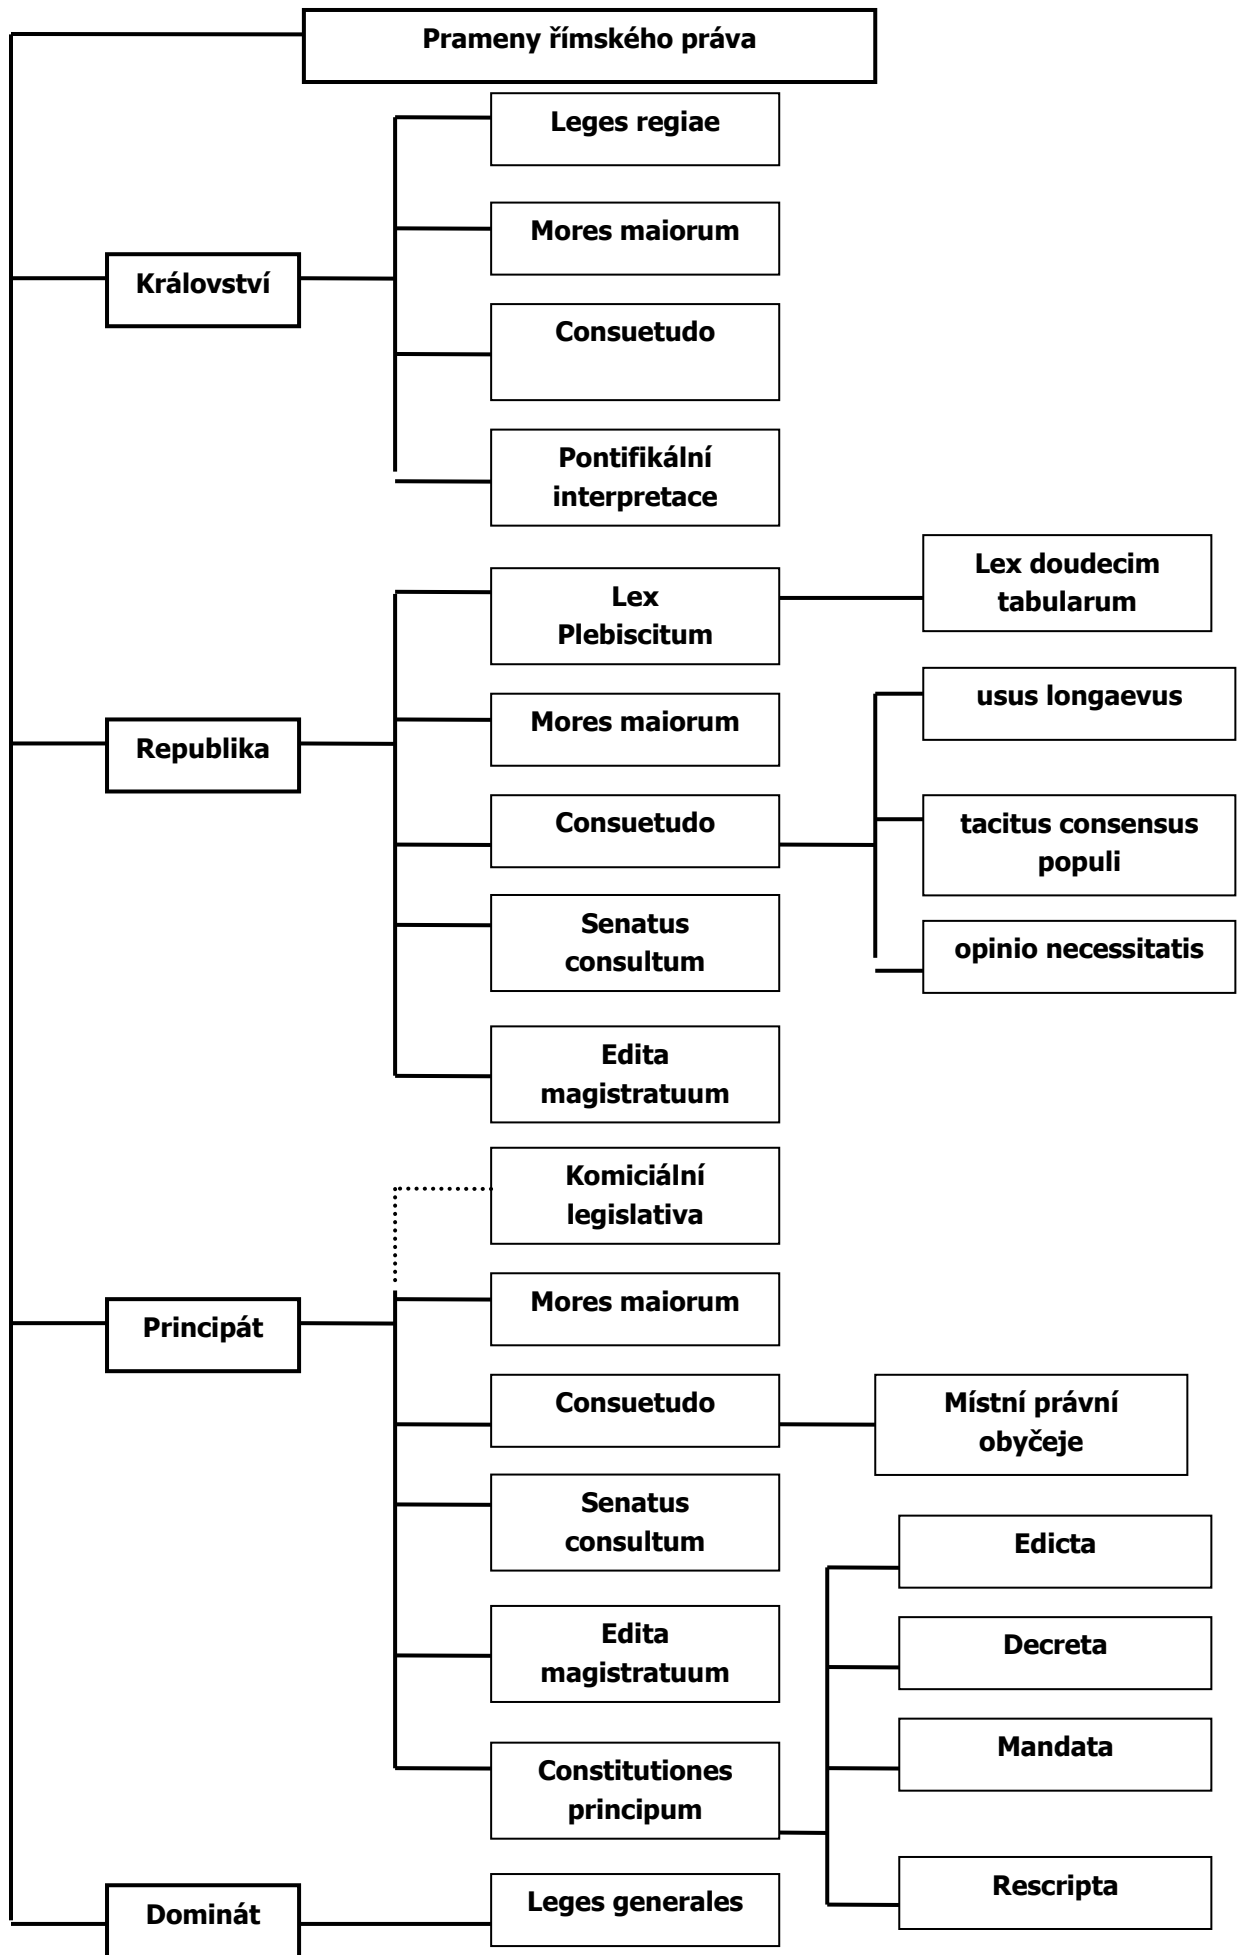 Prameny římského práva
Leges regiae
Mores maiorum
Království
Consuetudo
Pontifikální
interpretace
Lex
Plebiscitum
Lex doudecim
tabularum
usus longaevus
Mores maiorum
Republika
Consuetudo
tacitus consensus
populi
Senatus
consultum
opinio necessitatis
Edita
magistratuum
Komiciální
legislativa
Mores maiorum
Principát
Consuetudo
Místní právní
obyčeje
Senatus
consultum
Edicta
Edita
magistratuum
Decreta
Mandata
Constitutiones
principum
Rescripta
Leges generales
Dominát